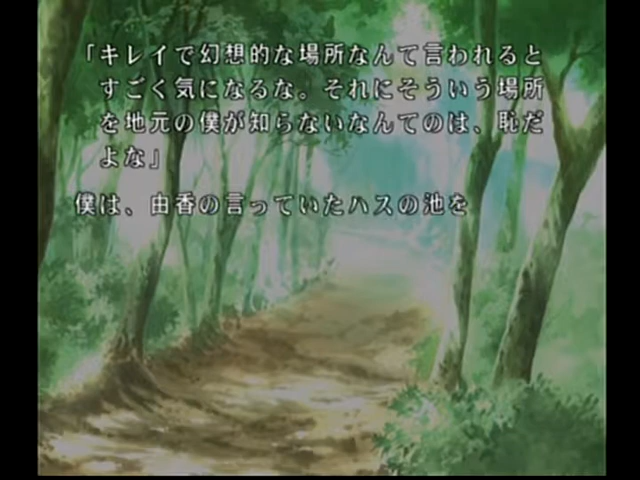 「キレイで幻想的な場所なんて言われると
すごく気になるな。それにそういう場所
を地元の僕が知らないなんてのは、恥だ
よな」
僕は、由香の言っていたハスの池を